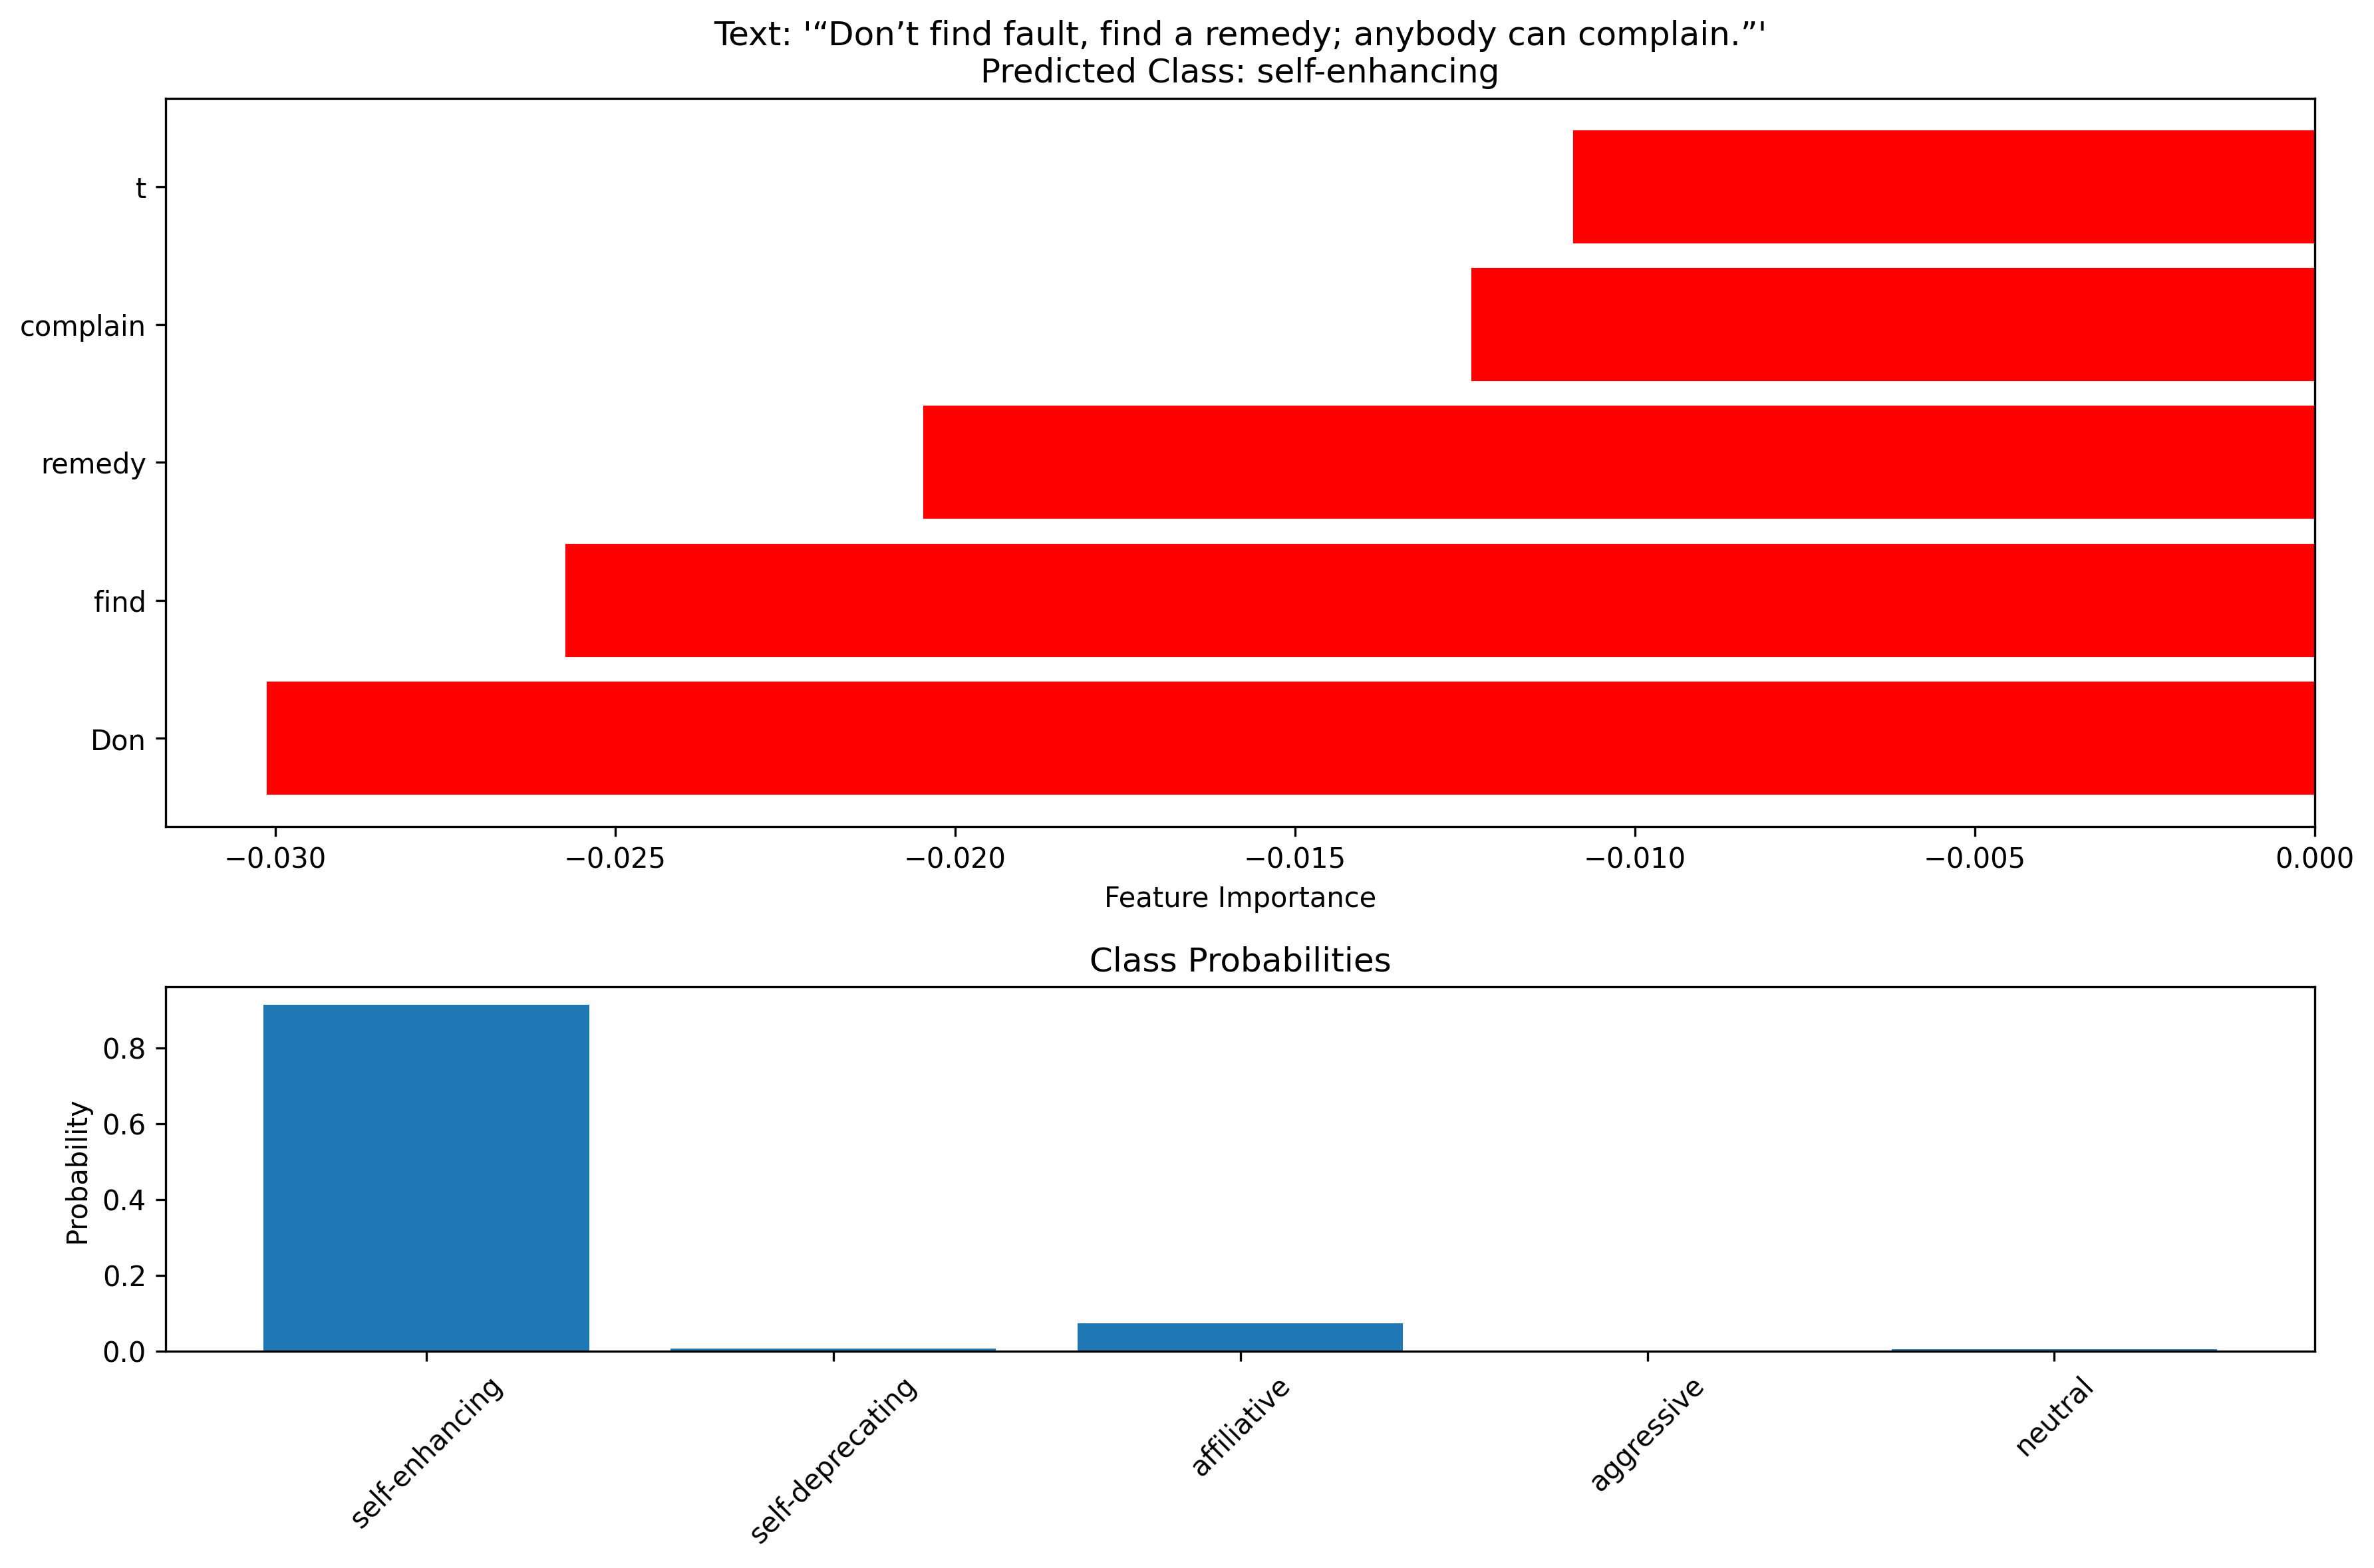 Text: '“Don’t find fault, find a remedy; anybody can complain.”'
Predicted Class: self-enhancing
t
complain
remedy
find
Don
−0.030 −0.025 −0.020 −0.015 −0.010 −0.005 0.000
Feature Importance
Class Probabilities
Probability
0.8
0.6
0.4
0.2
0.0
self-enhancing self-deprecating affiliative aggressive neutral